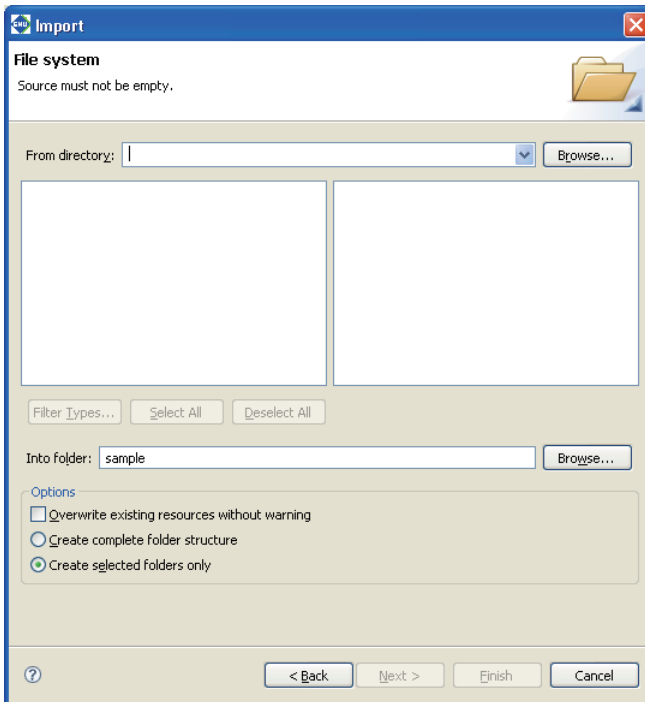 GNU Import
File system
Source must not be empty.
From directory: Browse...
Filter Types... Select All Deselect All
Into folder: sample Browse...
Options
Overwrite existing resources without warning
Create complete folder structure
Create selected folders only
? < Back Next > Finish Cancel